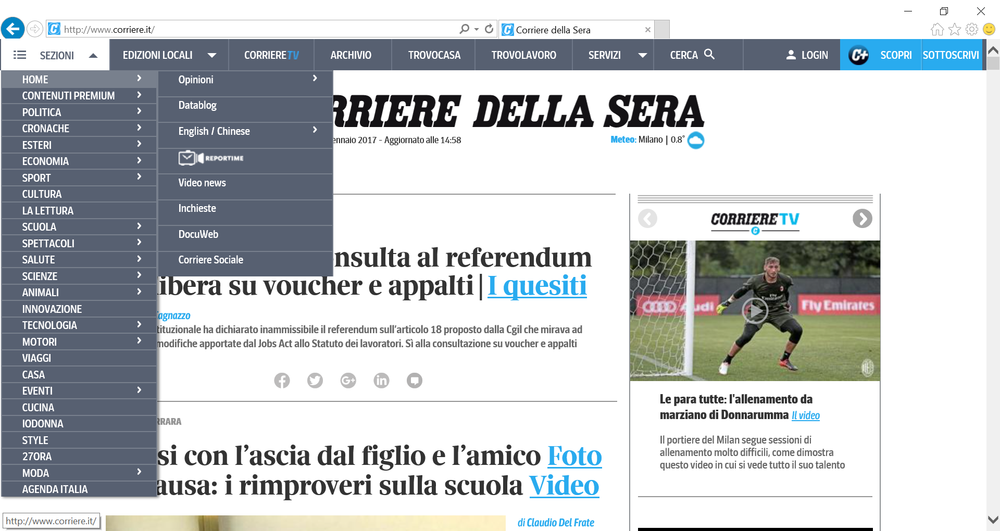 http://www.corriere.it/
Corriere della Sera
SEZIONI
EDIZIONI LOCALI
CORRIERETV
ARCHIVIO
TROVOCASA
TROVOLAVORO
SERVIZI
CERCA
LOGIN
C+
SCOPRI
SOTTOSCRIVI
HOME
CONTENUTI PREMIUM
POLITICA
CRONACHE
ESTERI
ECONOMIA
SPORT
CULTURA
LA LETTURA
SCUOLA
SPETTACOLI
SALUTE
SCIENZE
ANIMALI
INNOVAZIONE
TECNOLOGIA
MOTORI
VIAGGI
CASA
EVENTI
CUCINA
IODONNA
STYLE
27ORA
MODA
AGENDA ITALIA
Opinioni
Datablog
English / Chinese
REPORTIME
Video news
Inchieste
DocuWeb
Corriere Sociale
RRIERE DELLA SERA
ennaio 2017 - Aggiornato alle 14:58
Meteo: Milano | 0.8°
nsulta al referendum
libera su voucher e appalti | I quesiti
agnazzo
tituzionale ha dichiarato inammissibile il referendum sull'articolo 18 proposto dalla Cgil che mirava ad
modifiche apportate dal Jobs Act allo Statuto dei lavoratori. Sì alla consultazione su voucher e appalti
RRARA
si con l'ascia dal figlio e l'amico Foto
ausa: i rimproveri sulla scuola Video
di Claudio Del Frate
CORRIERETV
Audi
Fly Emirates
Le para tutte: l'allenamento da
marziano di Donnarumma Il video
Il portiere del Milan segue sessioni di
allenamento molto difficili, come dimostra
questo video in cui si vede tutto il suo talento
http://www.corriere.it/